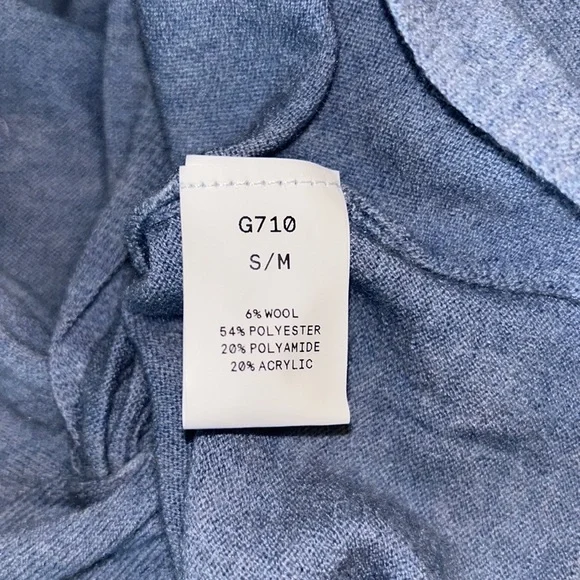 G710
S/M
6% WOOL
54% POLYESTER
20% POLYAMIDE
20% ACRYLIC